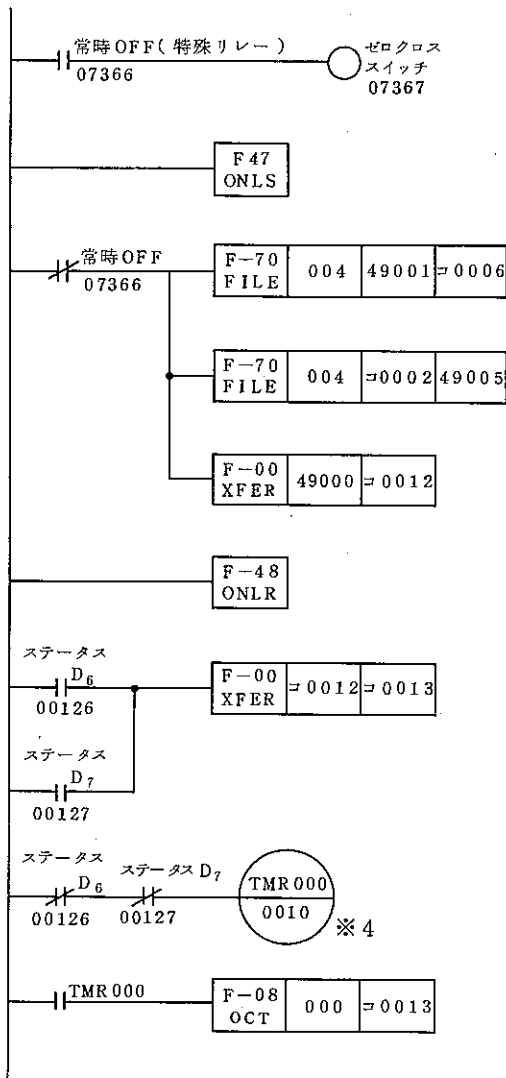 常時OFF(特殊リレー)
07366
ゼロクロス
スイッチ
07367
F47
ONLS
常時OFF
07366
F-70
FILE
004
49001
コ0006
F-70
FILE
004
コ0002
49005
F-00
XFER
49000
コ0012
F-48
ONLR
ステータス
D6
00126
F-00
XFER
コ0012
コ0013
ステータス
D7
00127
ステータス
D6
00126
ステータスD7
00127
TMR000
0010
※4
TMR000
F-08
OCT
000
コ0013